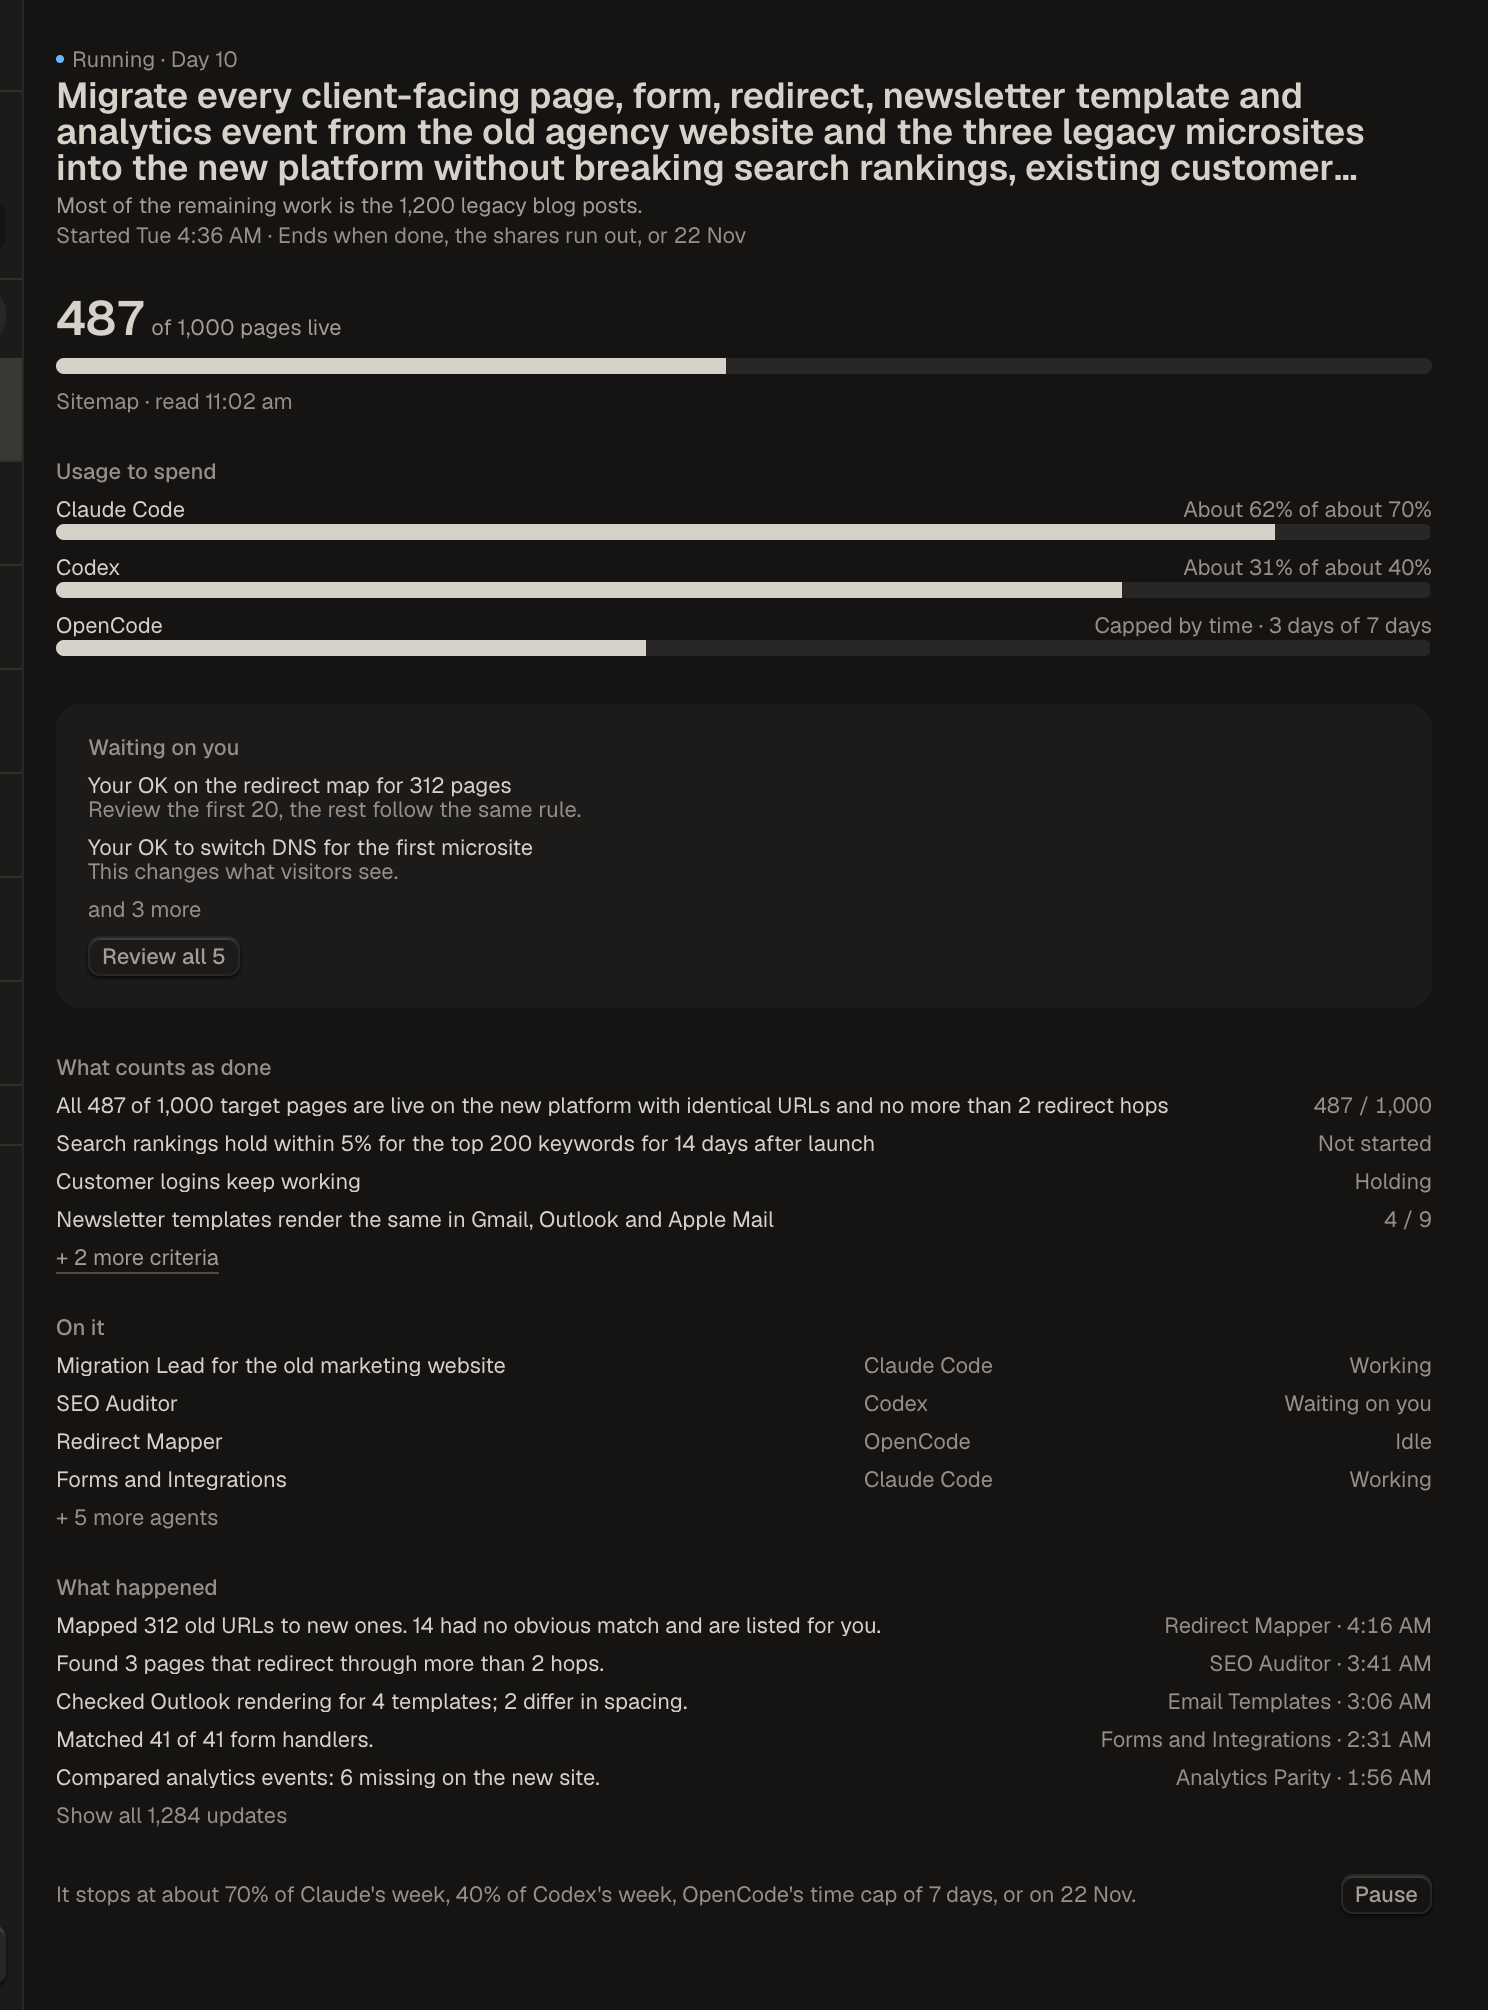 Running · Day 10
Migrate every client-facing page, form, redirect, newsletter template and
analytics event from the old agency website and the three legacy microsites
into the new platform without breaking search rankings, existing customer...
Most of the remaining work is the 1,200 legacy blog posts.
Started Tue 4:36 AM · Ends when done, the shares run out, or 22 Nov
487 of 1,000 pages live
Sitemap · read 11:02 am
Usage to spend
Claude Code About 62% of about 70%
Codex About 31% of about 40%
OpenCode Capped by time · 3 days of 7 days
Waiting on you
Your OK on the redirect map for 312 pages
Review the first 20, the rest follow the same rule.
Your OK to switch DNS for the first microsite
This changes what visitors see.
and 3 more
Review all 5
What counts as done
All 487 of 1,000 target pages are live on the new platform with identical URLs and no more than 2 redirect hops 487 / 1,000
Search rankings hold within 5% for the top 200 keywords for 14 days after launch Not started
Customer logins keep working Holding
Newsletter templates render the same in Gmail, Outlook and Apple Mail 4 / 9
+ 2 more criteria
On it
Migration Lead for the old marketing website Claude Code Working
SEO Auditor Codex Waiting on you
Redirect Mapper OpenCode Idle
Forms and Integrations Claude Code Working
+ 5 more agents
What happened
Mapped 312 old URLs to new ones. 14 had no obvious match and are listed for you. Redirect Mapper · 4:16 AM
Found 3 pages that redirect through more than 2 hops. SEO Auditor · 3:41 AM
Checked Outlook rendering for 4 templates; 2 differ in spacing. Email Templates · 3:06 AM
Matched 41 of 41 form handlers. Forms and Integrations · 2:31 AM
Compared analytics events: 6 missing on the new site. Analytics Parity · 1:56 AM
Show all 1,284 updates
It stops at about 70% of Claude's week, 40% of Codex's week, OpenCode's time cap of 7 days, or on 22 Nov. Pause